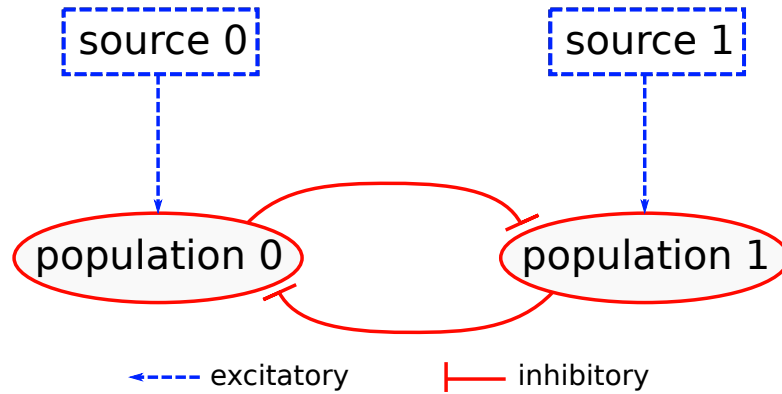 source 0
source 1
population 0
population 1
excitatory
inhibitory